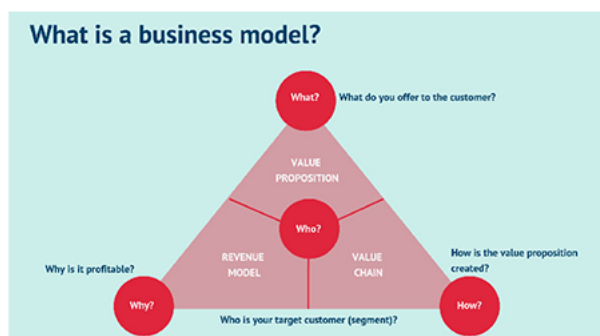 What is a business model?
What?
What do you offer to the customer?
VALUE
PROPOSITION
Who?
REVENUE
MODEL
VALUE
CHAIN
Why is it profitable?
How is the value proposition
created?
Why?
Who is your target customer (segment)?
How?